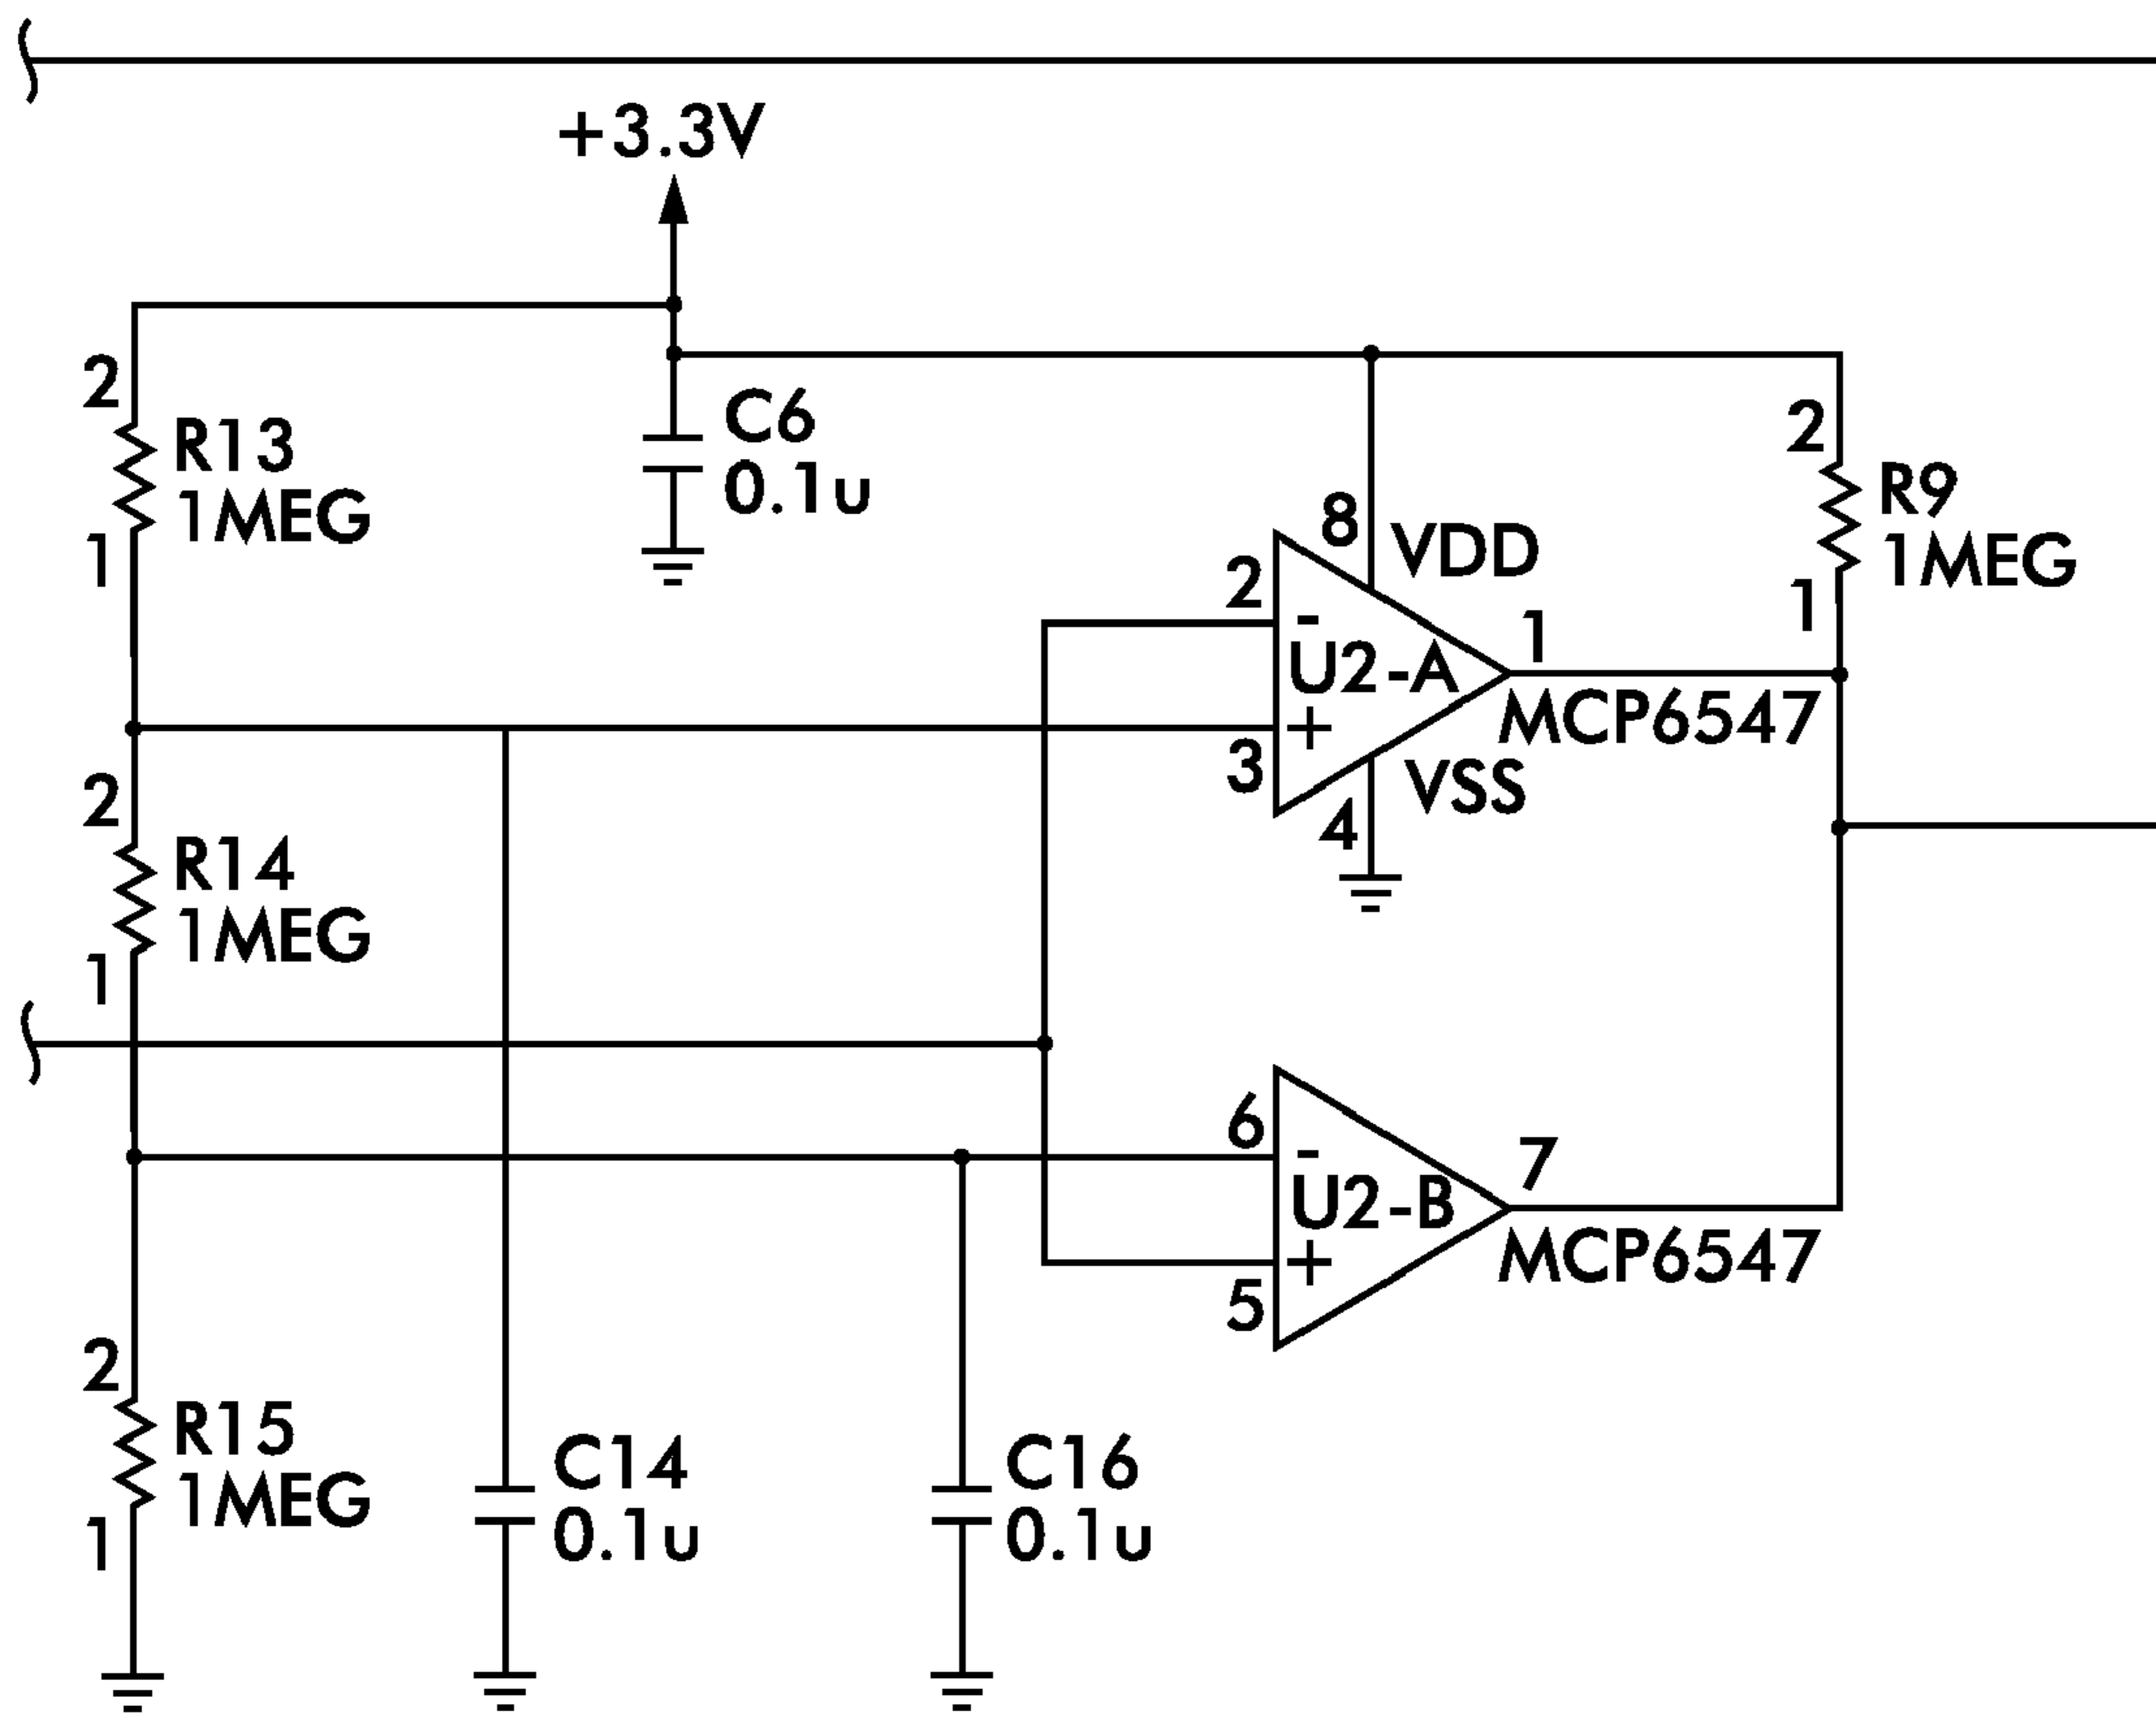 +3.3V
2
R13
1MEG
1
C6
0.1u
2
R9
1MEG
1
8
VDD
2
-
U2-A
+
3
1
MCP6547
VSS
4
2
R14
1MEG
1
6
-
U2-B
+
5
7
MCP6547
2
R15
1MEG
1
C14
0.1u
C16
0.1u